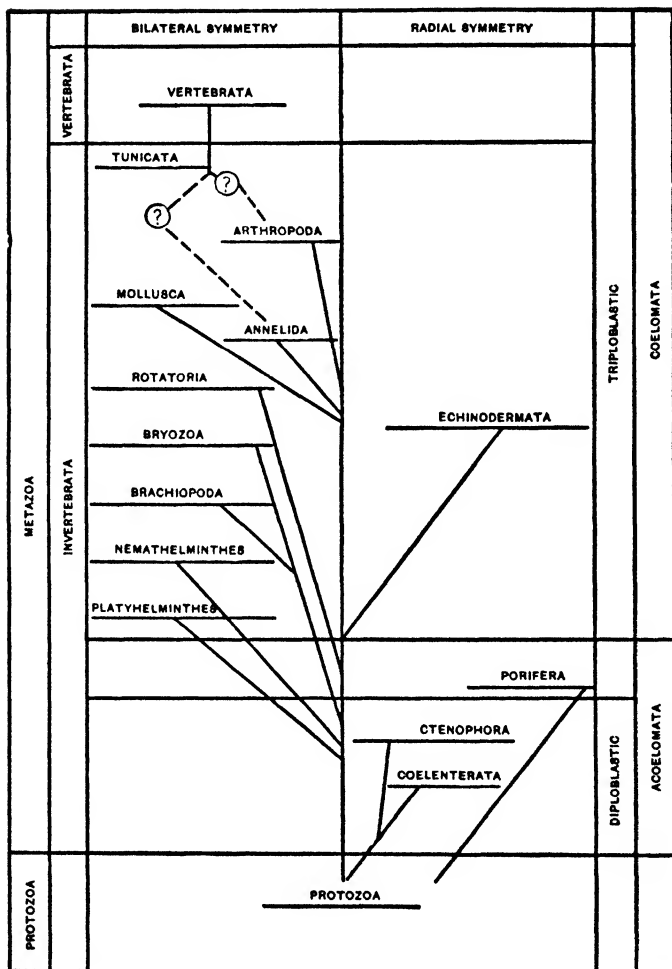 BILATERAL SYMMETRY
RADIAL SYMMETRY
VERTEBRATA
VERTEBRATA
TUNICATA
?
?
ARTHROPODA
MOLLUSCA
ANNELIDA
ROTATORIA
BRYOZOA
BRACHIOPODA
NEMATHELMINTHES
PLATYHELMINTHES
ECHINODERMATA
PORIFERA
CTENOPHORA
COELENTERATA
PROTOZOA
METAZOA
INVERTEBRATA
PROTOZOA
TRIPLOBLASTIC
DIPLOBLASTIC
COELOMATA
ACOELOMATA